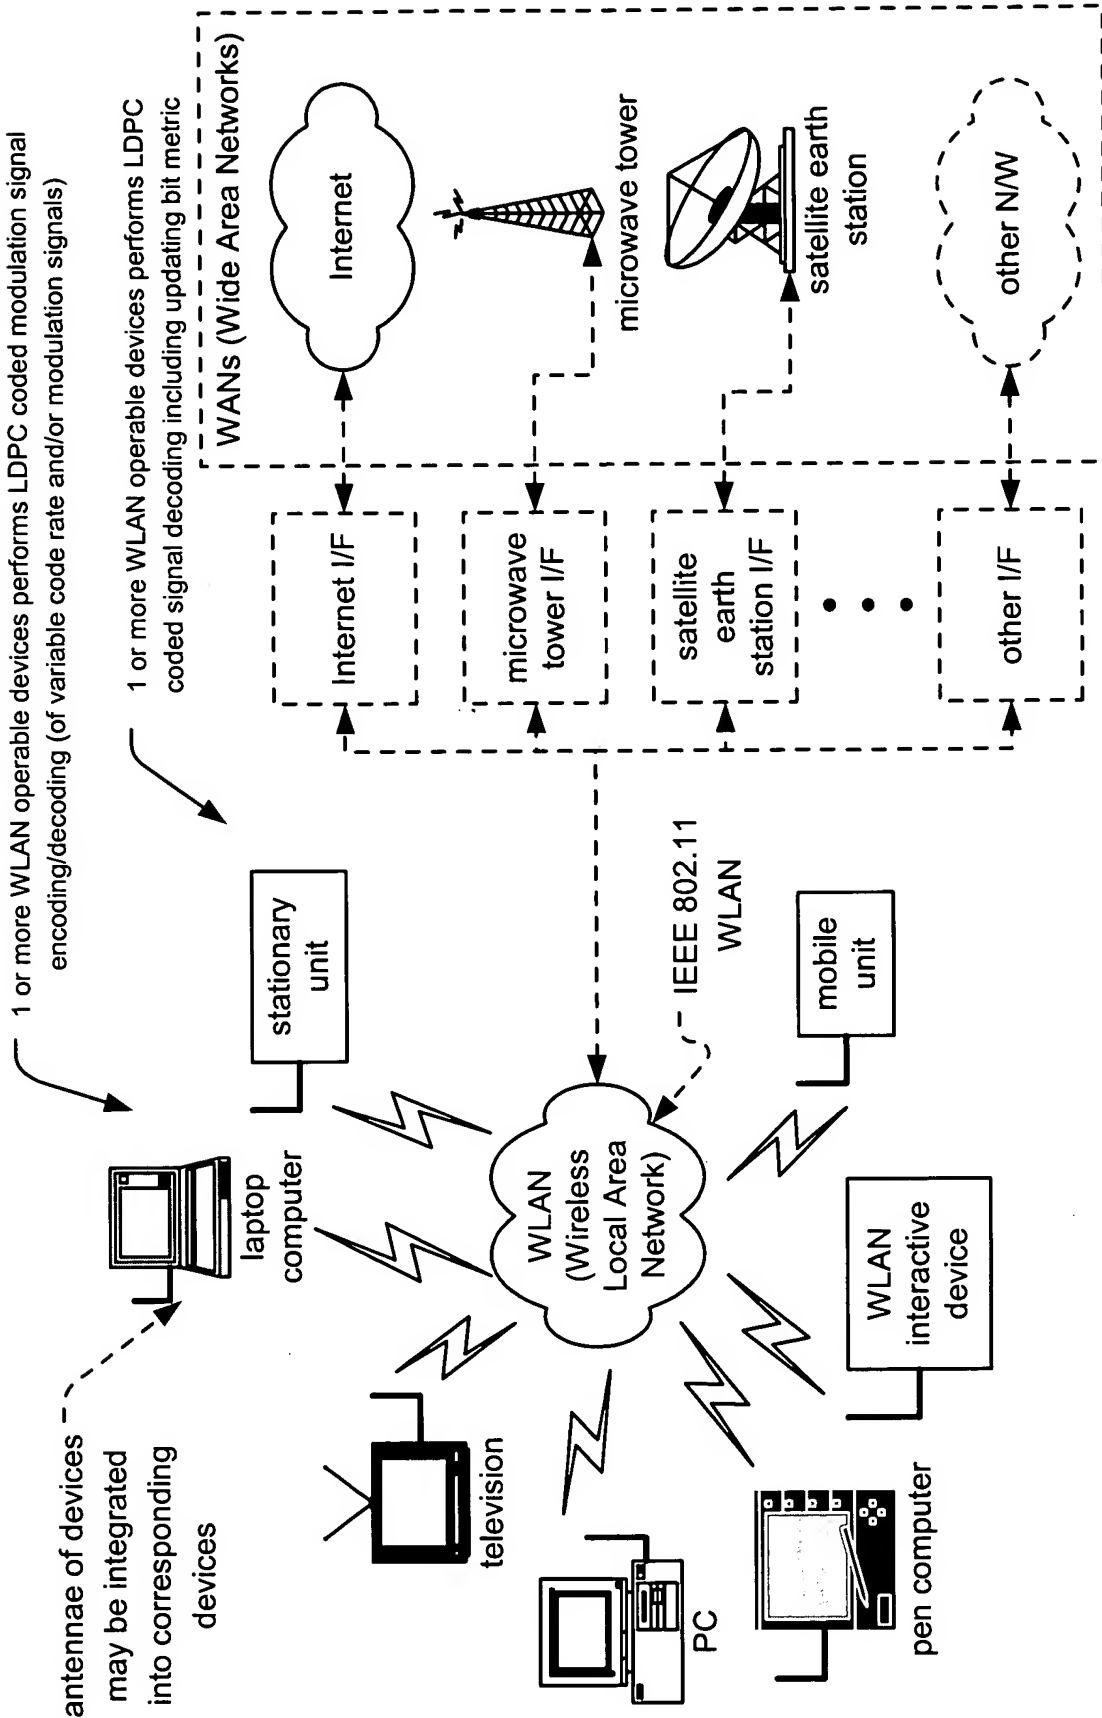 1 or more WLAN operable devices performs LDPC coded modulation signal
encoding/decoding (of variable code rate and/or modulation signals)
1 or more WLAN operable devices performs LDPC
coded signal decoding including updating bit metric
antennae of devices
may be integrated
into corresponding
devices
laptop
computer
stationary
unit
television
PC
pen computer
WLAN
interactive
device
mobile
unit
WLAN
(Wireless
Local Area
Network)
IEEE 802.11
WLAN
Internet I/F
microwave
tower I/F
satellite
earth
station I/F
other I/F
WANs (Wide Area Networks)
Internet
microwave tower
satellite earth
station
other N/W